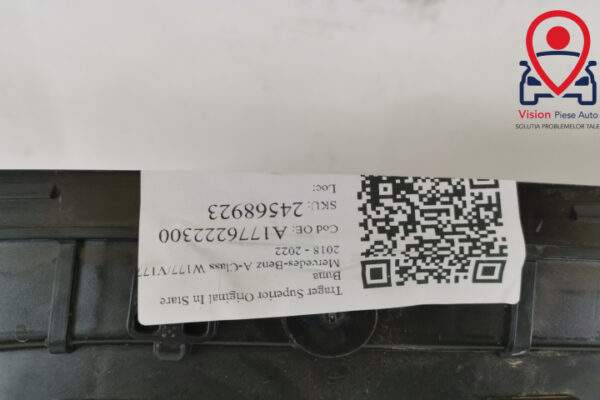 Vision Piese Auto
SOLUTIA PROBLEMELOR TALE
Trager Superior Original In Stare
Buna
Mercedes-Benz A-Class W177/V177
2018 - 2022
Cod OE: A1776222300
SKU: 24568923
Loc: